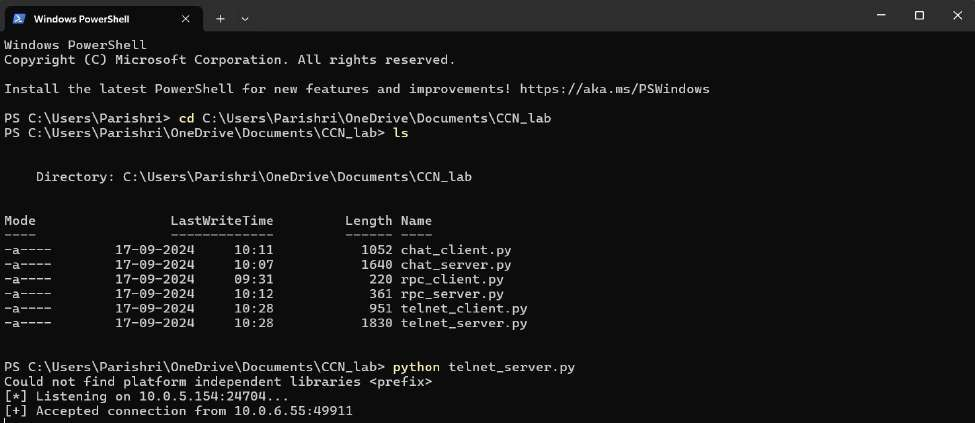 Windows PowerShell
Windows PowerShell
Copyright (C) Microsoft Corporation. All rights reserved.
Install the latest PowerShell for new features and improvements! https://aka.ms/PSWindows
PS C:\Users\Parishri> cd C:\Users\Parishri\OneDrive\Documents\CCN_lab
PS C:\Users\Parishri\OneDrive\Documents\CCN_lab> ls
Directory: C:\Users\Parishri\OneDrive\Documents\CCN_lab
Mode LastWriteTime Length Name
---- ------------- ------ ----
-a---- 17-09-2024 10:11 1052 chat_client.py
-a---- 17-09-2024 10:07 1640 chat_server.py
-a---- 17-09-2024 09:31 220 rpc_client.py
-a---- 17-09-2024 10:12 361 rpc_server.py
-a---- 17-09-2024 10:28 951 telnet_client.py
-a---- 17-09-2024 10:28 1830 telnet_server.py
PS C:\Users\Parishri\OneDrive\Documents\CCN_lab> python telnet_server.py
Could not find platform independent libraries <prefix>
[*] Listening on 10.0.5.154:24704...
[+] Accepted connection from 10.0.6.55:49911